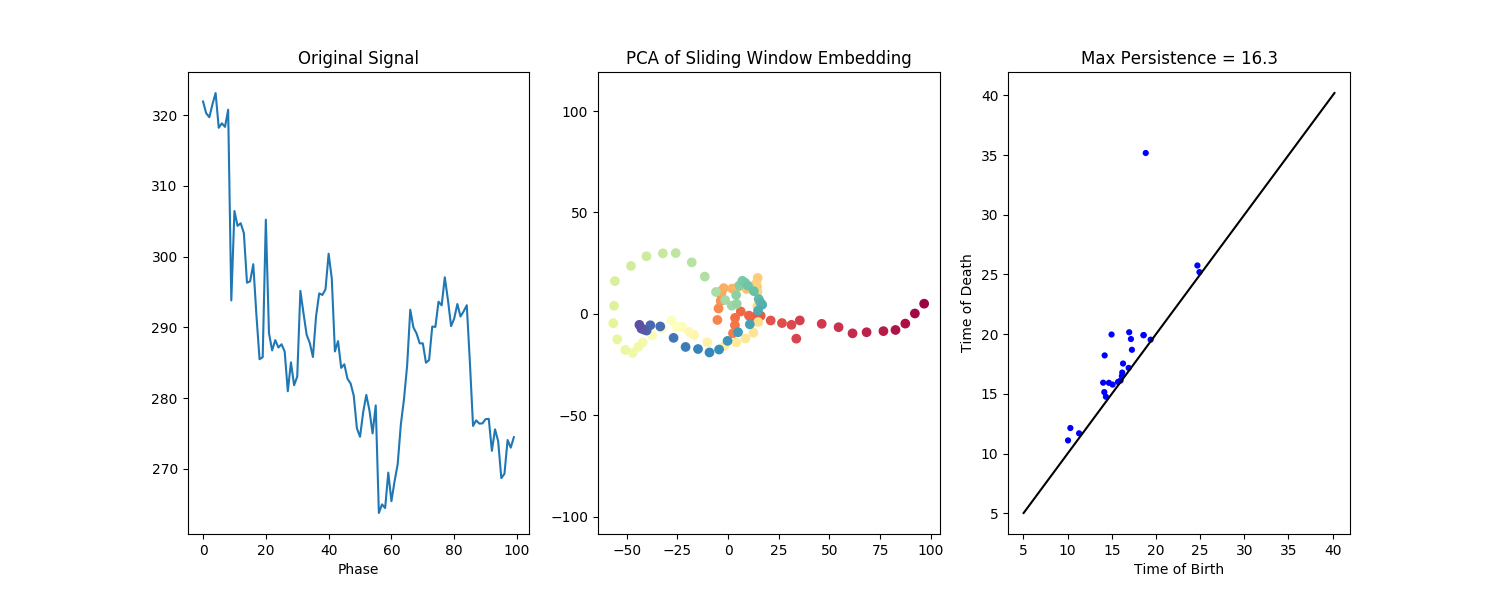 Original Signal
320
310
300
290
280
270
0 20 40 60 80 100
Phase
PCA of Sliding Window Embedding
100
50
0
−50
−100
−50 −25 0 25 50 75 100
Max Persistence = 16.3
Time of Death
40
35
30
25
20
15
10
5
5 10 15 20 25 30 35 40
Time of Birth